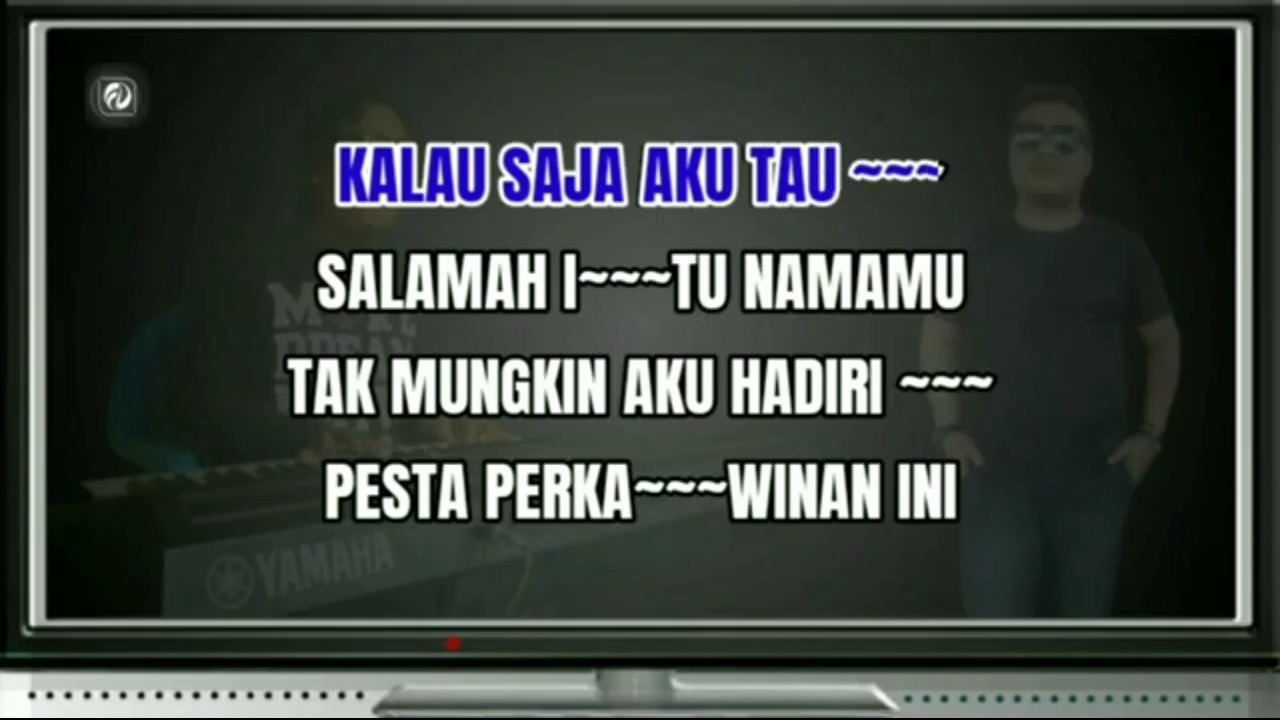 KALAU SAJA AKU TAU ~~~
SALAMAH I~~~TU NAMAMU
TAK MUNGKIN AKU HADIRI ~~~
PESTA PERKA~~~WINAN INI
YAMAHA